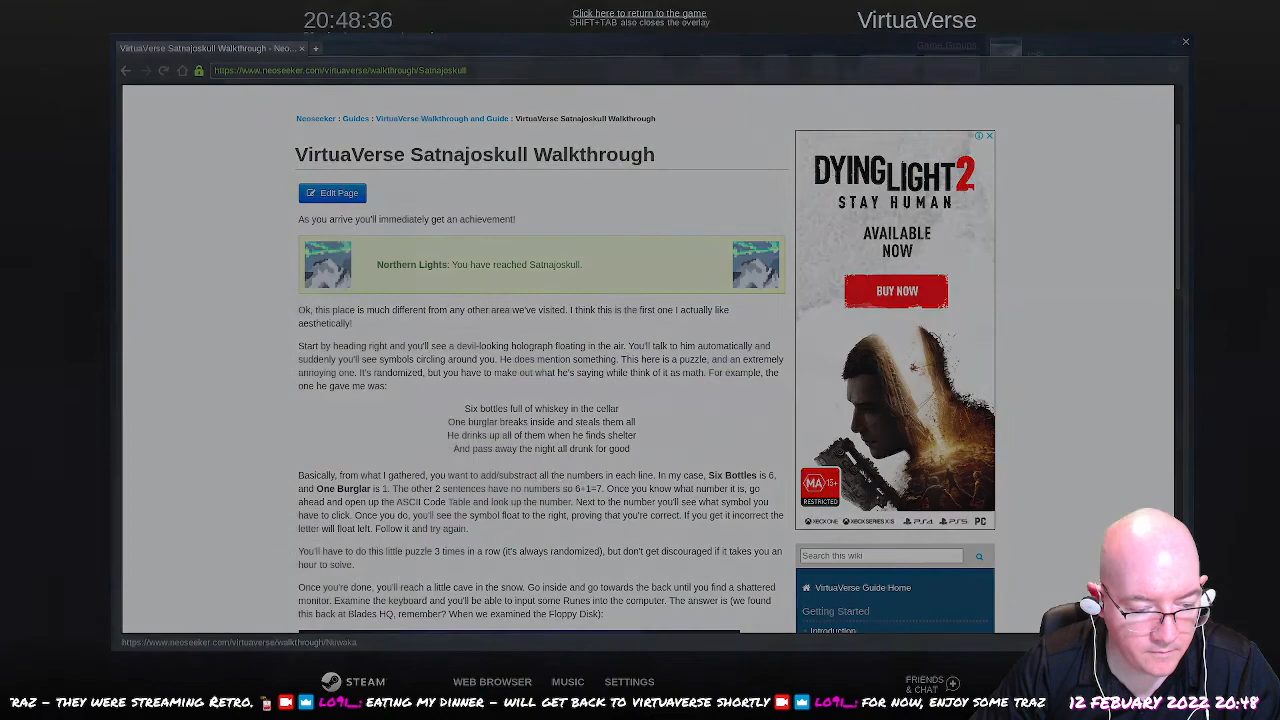 20:48:36
Click here to return to the game
SHIFT+TAB also closes the overlay
VirtuaVerse
VirtuaVerse Satnajoskull Walkthrough - Neo...
Game Groups
https://www.neoseeker.com/virtuaverse/walkthrough/Satnajoskull
Neoseeker : Guides : VirtuaVerse Walkthrough and Guide : VirtuaVerse Satnajoskull Walkthrough
VirtuaVerse Satnajoskull Walkthrough
Edit Page
As you arrive you'll immediately get an achievement!
Northern Lights: You have reached Satnajoskull.
Ok, this place is much different from any other area we've visited. I think this is the first one I actually like
aesthetically!
Start by heading right and you'll see a devil-looking holograph floating in the air. You'll talk to him automatically and
suddenly you'll see symbols circling around you. He does mention something. This here is a puzzle, and an extremely
annoying one. It's randomized, but you have to make out what he's saying while think of it as math. For example, the
one he gave me was:
Six bottles full of whiskey in the cellar
One burglar breaks inside and steals them all
He drinks up all of them when he finds shelter
And pass away the night all drunk for good
Basically, from what I gathered, you want to add/substract all the numbers in each line. In my case, Six Bottles is 6,
and One Burglar is 1. The other 2 sentences have no numbers so 6+1=7. Once you know what number it is, go
ahead and open up the ASCII Code Table and look up the number. Next to the number you'll see what symbol you
have to click. Once you do, you'll see the symbol float to the right, proving that you're correct. If you get it incorrect the
letter will float left. Follow it and try again.
You'll have to do this little puzzle 3 times in a row (it's always randomized), but don't get discouraged if it takes you an
hour to solve.
Once you're done, you'll reach a little cave in the snow. Go inside and go towards the back until you find a shattered
monitor. Examine the keyboard and you'll be able to input some Runes into the computer. The answer is (we found
this back at Blades HQ, remember? When we examined the Floppy Disk):
DYING LIGHT 2
STAY HUMAN
AVAILABLE
NOW
BUY NOW
MA 15+
RESTRICTED
XBOX ONE XBOX SERIES X|S PS4 PS5 PC
Search this wiki
VirtuaVerse Guide Home
Getting Started
Introduction
https://www.neoseeker.com/virtuaverse/walkthrough/Nuwaka
STEAM
WEB BROWSER
MUSIC
SETTINGS
FRIENDS
& CHAT
RAZ - THEY WERE STREAMING RETRO. LO9I_: EATING MY DINNER - WILL GET BACK TO VIRTUAVERSE SHORTLY LO9I_: FOR NOW, ENJOY SOME TRAZ
12 FEBUARY 2022 20:48